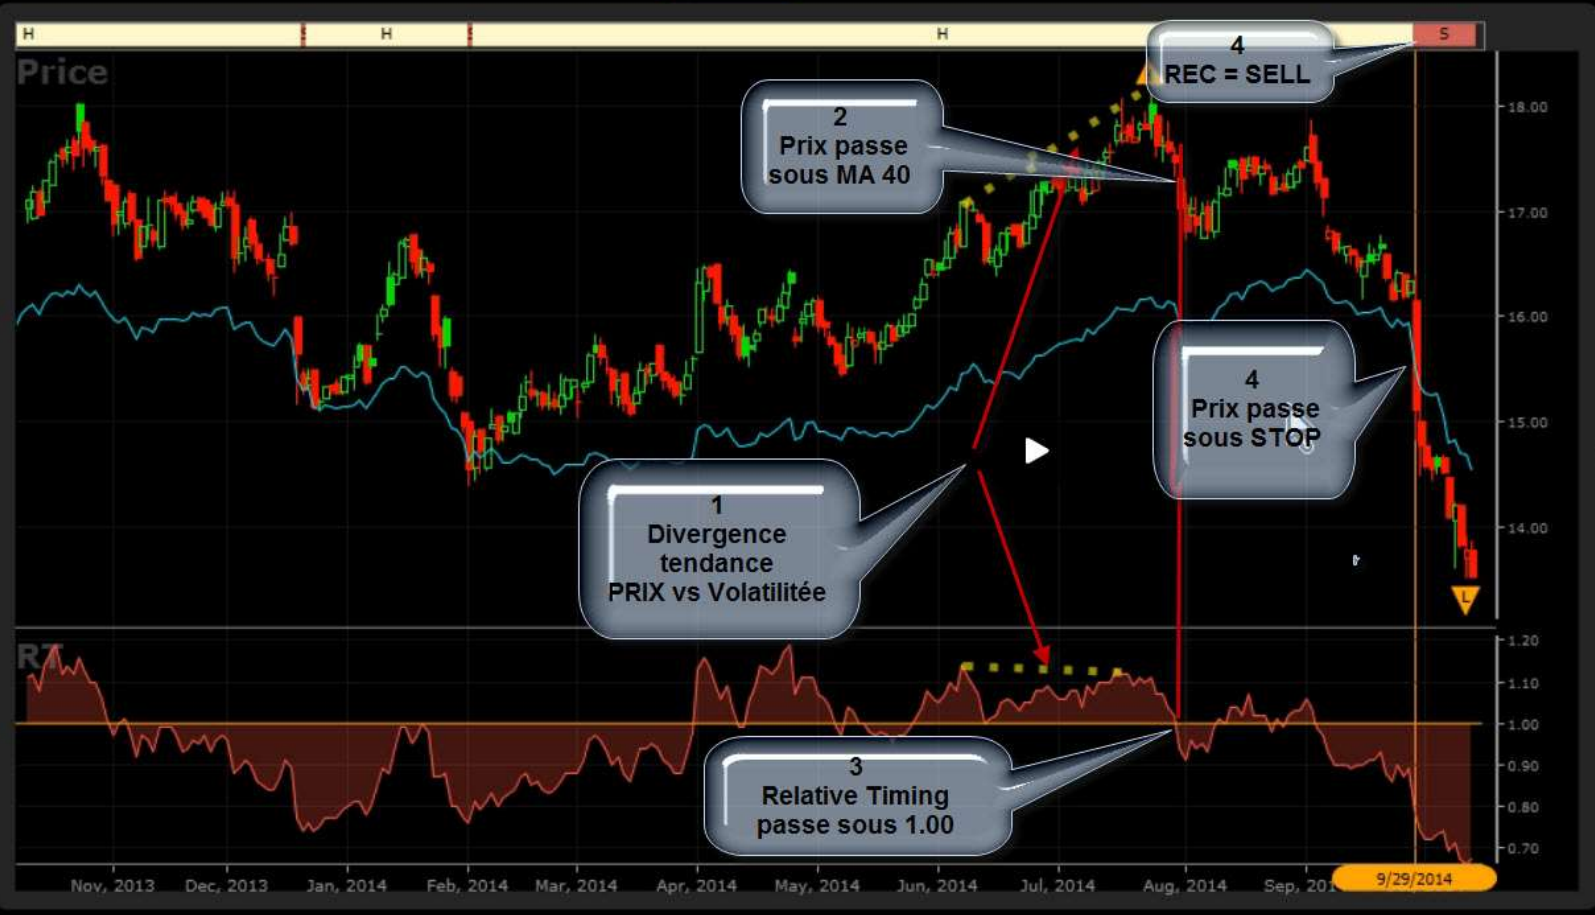 H
H
H
S
4
REC = SELL
Price
18.00
2
Prix passe
sous MA 40
17.00
16.00
4
Prix passe
sous STOP
15.00
1
Divergence
tendance
PRIX vs Volatilitée
14.00
L
RT
1.20
1.10
1.00
3
Relative Timing
passe sous 1.00
0.90
0.80
0.70
Nov, 2013
Dec, 2013
Jan, 2014
Feb, 2014
Mar, 2014
Apr, 2014
May, 2014
Jun, 2014
Jul, 2014
Aug, 2014
Sep, 201
9/29/2014